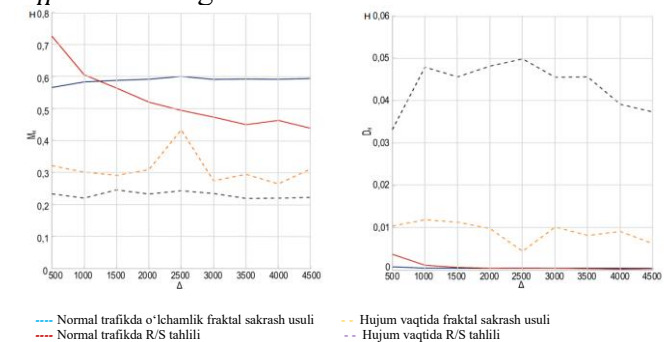 H
H 0,8
0,7
0,6
0,5
0,4
0,3
0,2
0,1
0
500 1000 1500 2000 2500 3000 3500 4000 4500
Δ
H 0,06
0,05
0,04
0,03
0,02
0,01
0
500 1000 1500 2000 2500 3000 3500 4000 4500
Δ
Normal trafikda o‘lchamlik fraktal sakrash usuli
Hujum vaqtida fraktal sakrash usuli
Normal trafikda R/S tahlili
Hujum vaqtida R/S tahlili